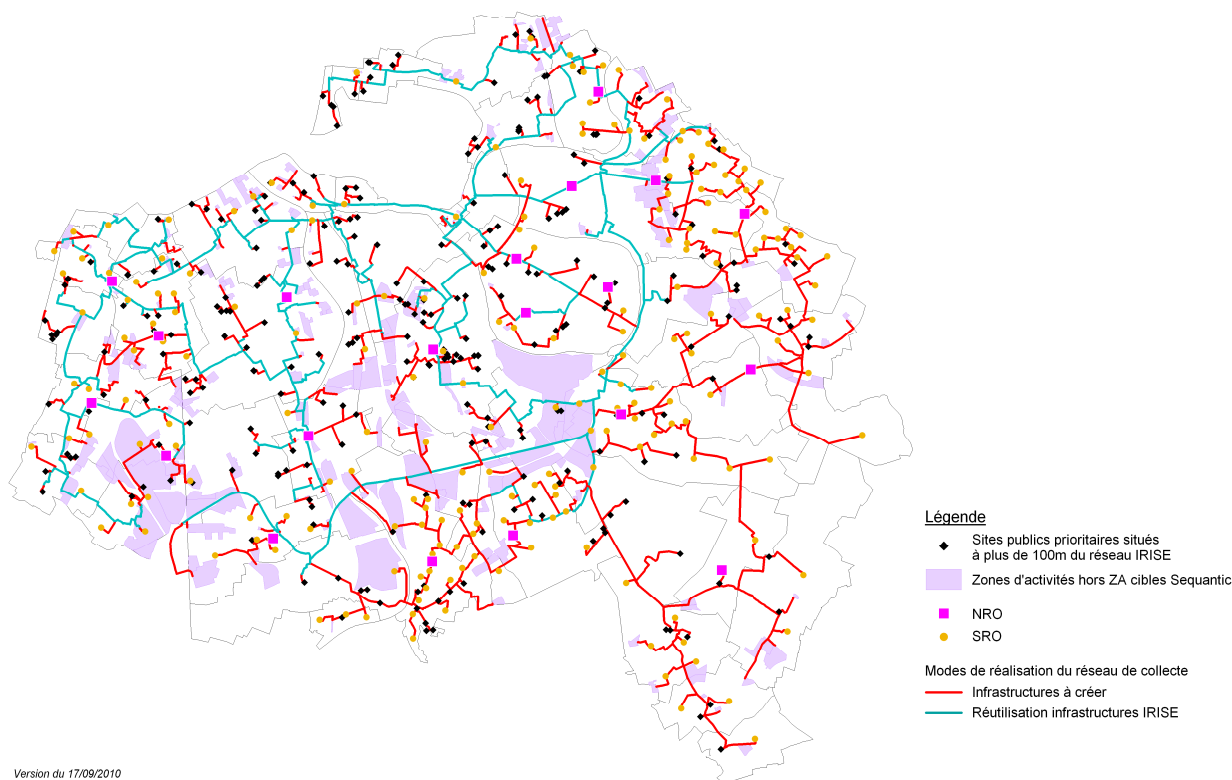 Légende
Sites publics prioritaires situés
à plus de 100m du réseau IRISE
Zones d'activités hors ZA cibles Sequantic
NRO
SRO
Modes de réalisation du réseau de collecte
Infrastructures à créer
Réutilisation infrastructures IRISE
Version du 17/09/2010